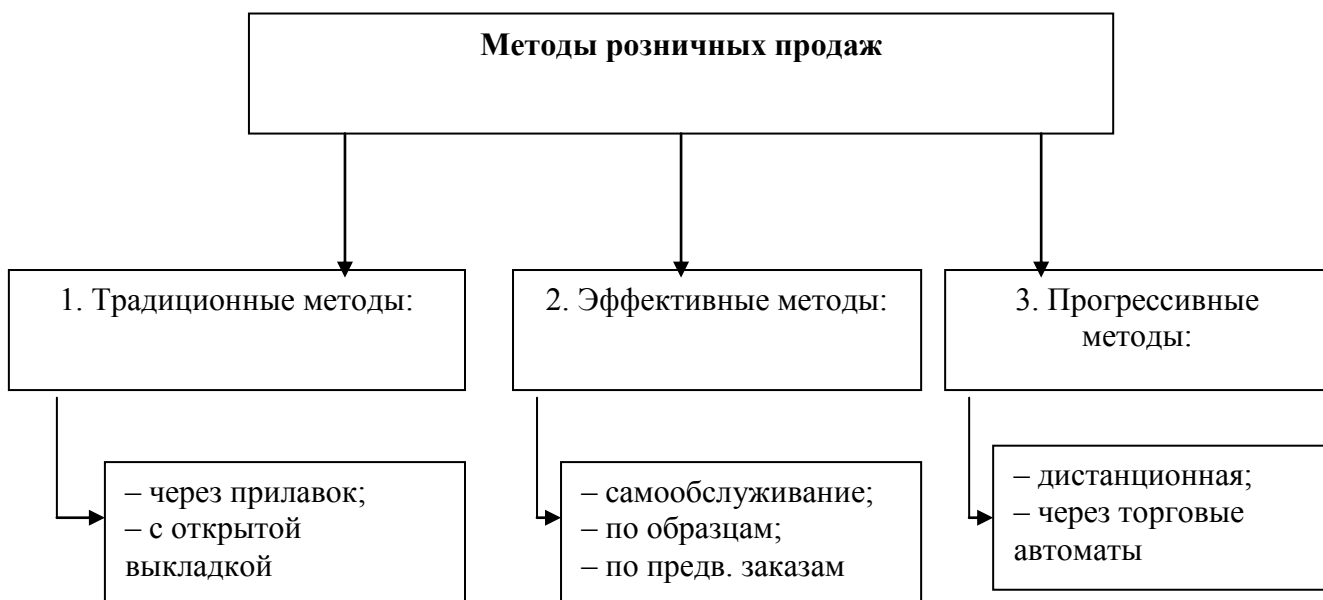 Методы розничных продаж
1. Традиционные методы:
2. Эффективные методы:
3. Прогрессивные
методы:
– через прилавок;
– с открытой
выкладкой
– самообслуживание;
– по образцам;
– по предв. заказам
– дистанционная;
– через торговые
автоматы